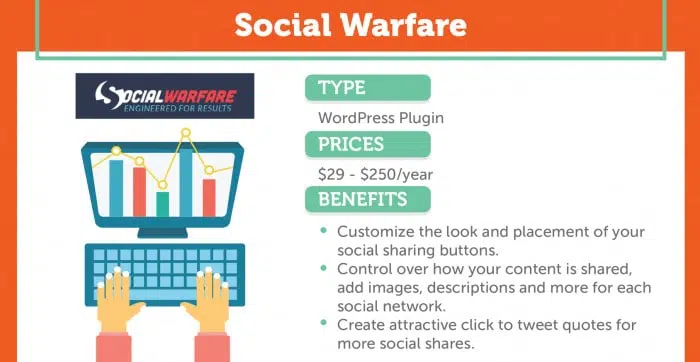 Social Warfare
SOCIALWARFARE
ENGINEERED FOR RESULTS
TYPE
WordPress Plugin
PRICES
$29 - $250/year
BENEFITS
• Customize the look and placement of your
social sharing buttons.
• Control over how your content is shared,
add images, descriptions and more for each
social network.
• Create attractive click to tweet quotes for
more social shares.